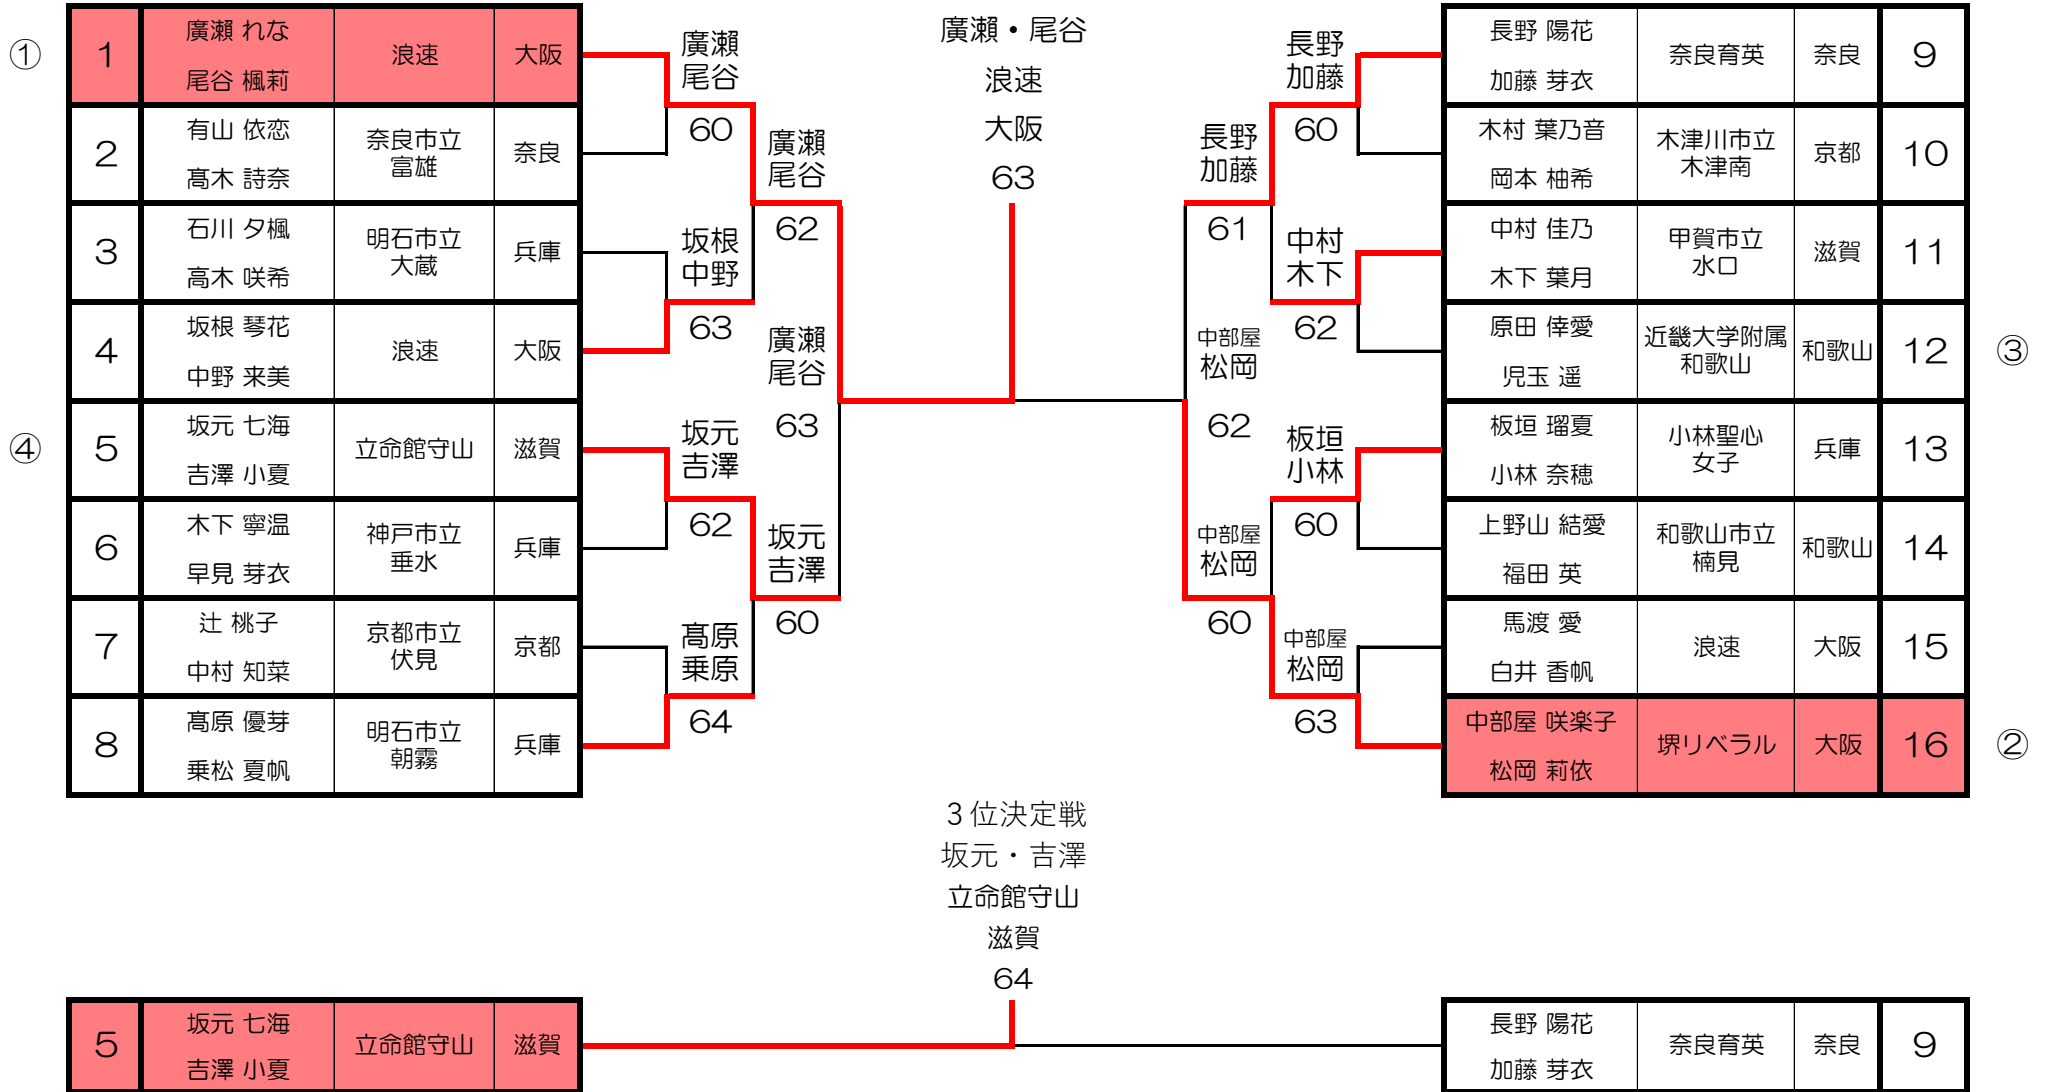 ①
1
廣瀬 れな
尾谷 楓莉
浪速
大阪
2
有山 依恋
髙木 詩奈
奈良市立
富雄
奈良
3
石川 夕楓
高木 咲希
明石市立
大蔵
兵庫
4
坂根 琴花
中野 来美
浪速
大阪
④
5
坂元 七海
吉澤 小夏
立命館守山
滋賀
6
木下 寧温
早見 芽衣
神戸市立
垂水
兵庫
7
辻 桃子
中村 知菜
京都市立
伏見
京都
8
髙原 優芽
乗松 夏帆
明石市立
朝霧
兵庫
廣瀬
尾谷
60
坂根
中野
63
坂元
吉澤
62
髙原
乗原
64
廣瀬
尾谷
62
坂元
吉澤
60
廣瀬
尾谷
63
廣瀬・尾谷
浪速
大阪
63
中部屋
松岡
62
長野
加藤
61
中部屋
松岡
60
長野
加藤
60
中村
木下
62
板垣
小林
60
中部屋
松岡
63
長野 陽花
加藤 芽衣
奈良育英
奈良
9
木村 葉乃音
岡本 柚希
木津川市立
木津南
京都
10
中村 佳乃
木下 葉月
甲賀市立
水口
滋賀
11
原田 倖愛
児玉 遥
近畿大学附属
和歌山
和歌山
12
③
板垣 瑠夏
小林 奈穂
小林聖心
女子
兵庫
13
上野山 結愛
福田 英
和歌山市立
楠見
和歌山
14
馬渡 愛
白井 香帆
浪速
大阪
15
中部屋 咲楽子
松岡 莉依
堺リベラル
大阪
16
②
３位決定戦
坂元・吉澤
立命館守山
滋賀
64
5
坂元 七海
吉澤 小夏
立命館守山
滋賀
長野 陽花
加藤 芽衣
奈良育英
奈良
9